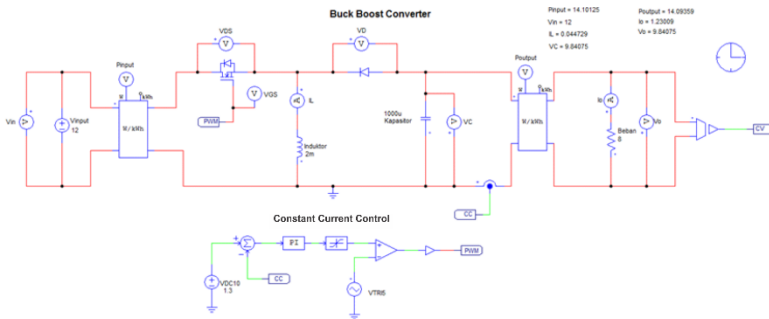 Buck Boost Converter
Pinput = 14.10125
Vin = 12
IL = 0.044729
VC = 9.84075
Poutput = 14.09359
Io = 1.23009
Vo = 9.84075
VDS
V
VD
V
Pinput
V
W
kWh
W/kWh
Vin
Vinput
12
VGS
V
PWM
IL
Induktor
2m
1000u
Kapasitor
VC
Poutput
V
W
kWh
W/kWh
Io
Beban
8
Vo
CV
CC
Constant Current Control
PI
CC
PWM
VDC10
1.3
VTRI5